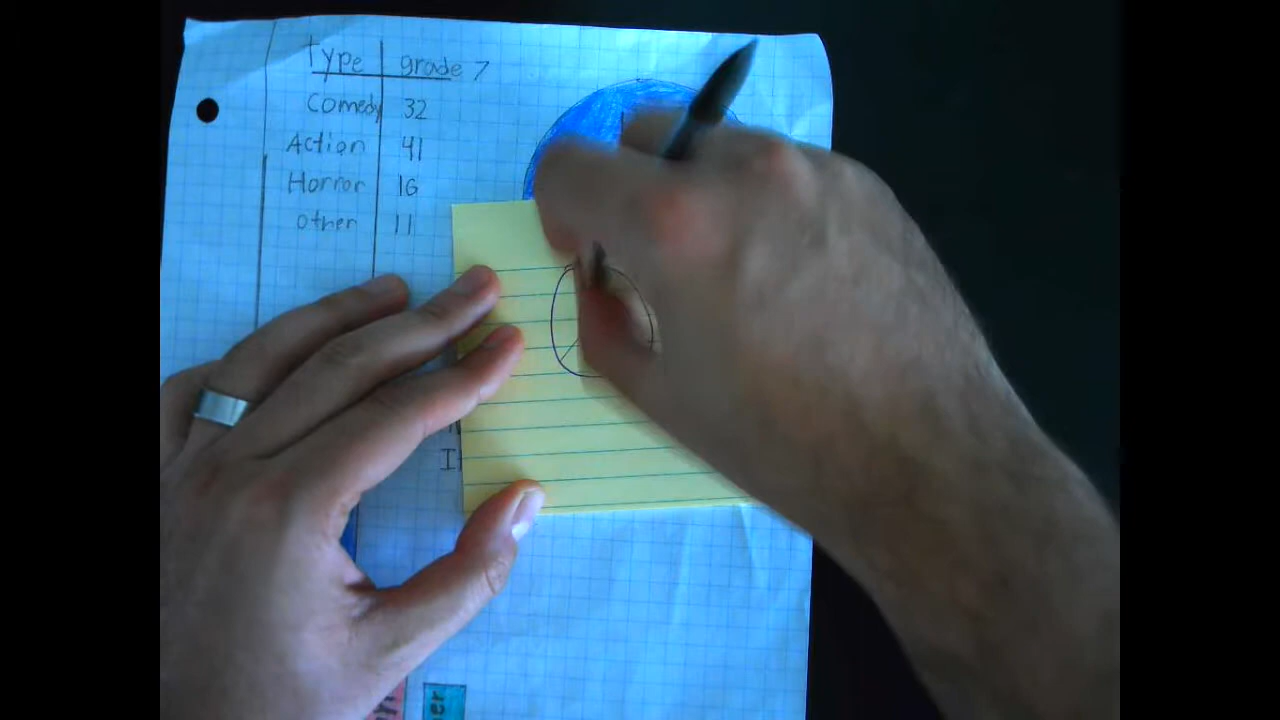 Type grade 7
Comedy 32
Action 41
Horror 16
other 11